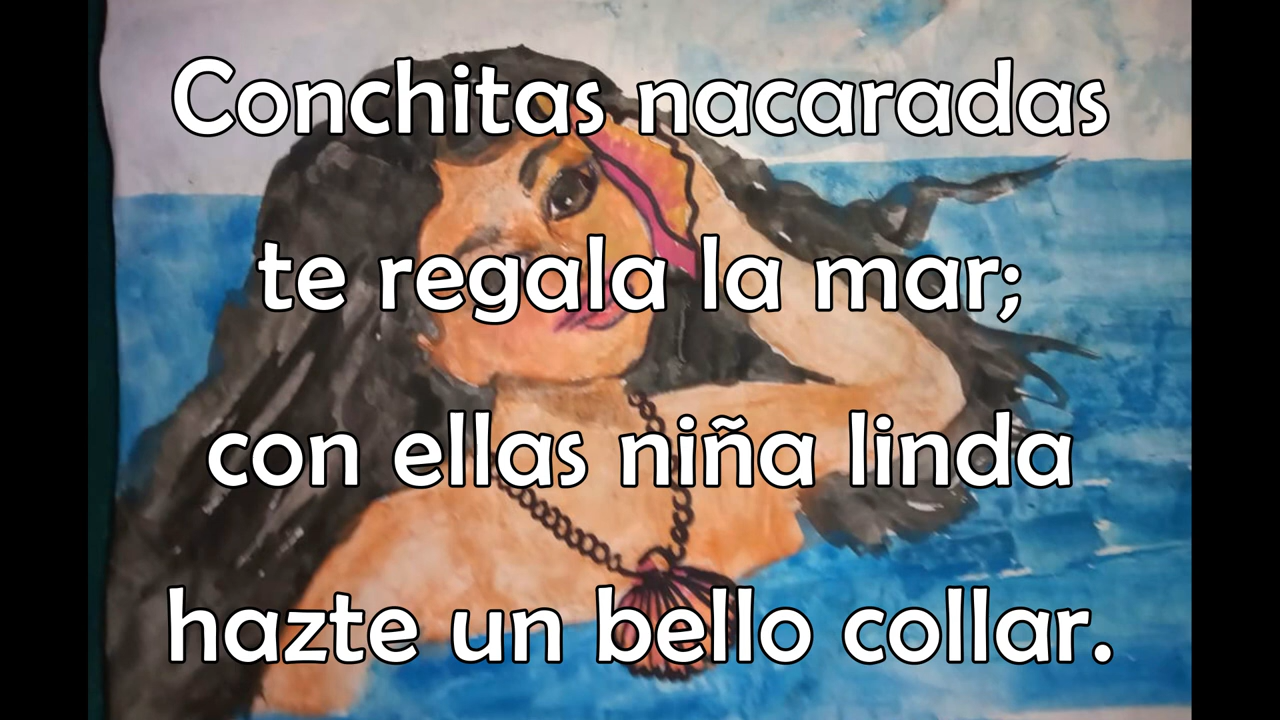 Conchitas nacaradas
te regala la mar;
con ellas niña linda
hazte un bello collar.